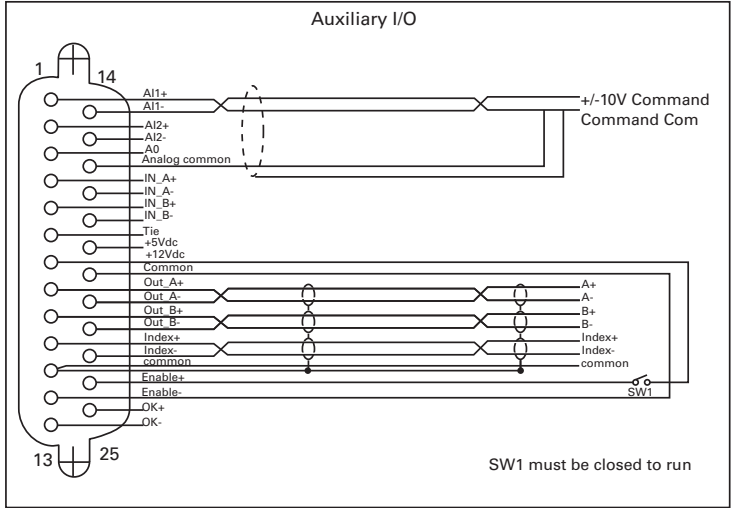 Auxiliary I/O
1
14
AI1+
AI1-
AI2+
AI2-
A0
Analog common
IN_A+
IN_A-
IN_B+
IN_B-
Tie
+5Vdc
+12Vdc
Common
Out_A+
Out_A-
Out_B+
Out_B-
Index+
Index-
common
Enable+
Enable-
OK+
OK-
13
25
+/-10V Command
Command Com
A+
A-
B+
B-
Index+
Index-
common
SW1
SW1 must be closed to run